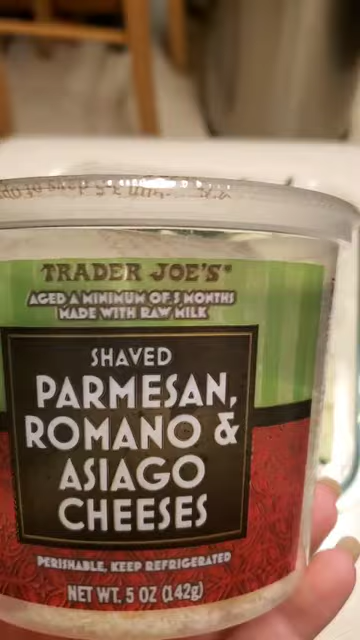 TRADER JOE'S®
AGED A MINIMUM OF 5 MONTHS
MADE WITH RAW MILK
SHAVED
PARMESAN,
ROMANO &
ASIAGO
CHEESES
PERISHABLE, KEEP REFRIGERATED
NET WT. 5 OZ (142g)